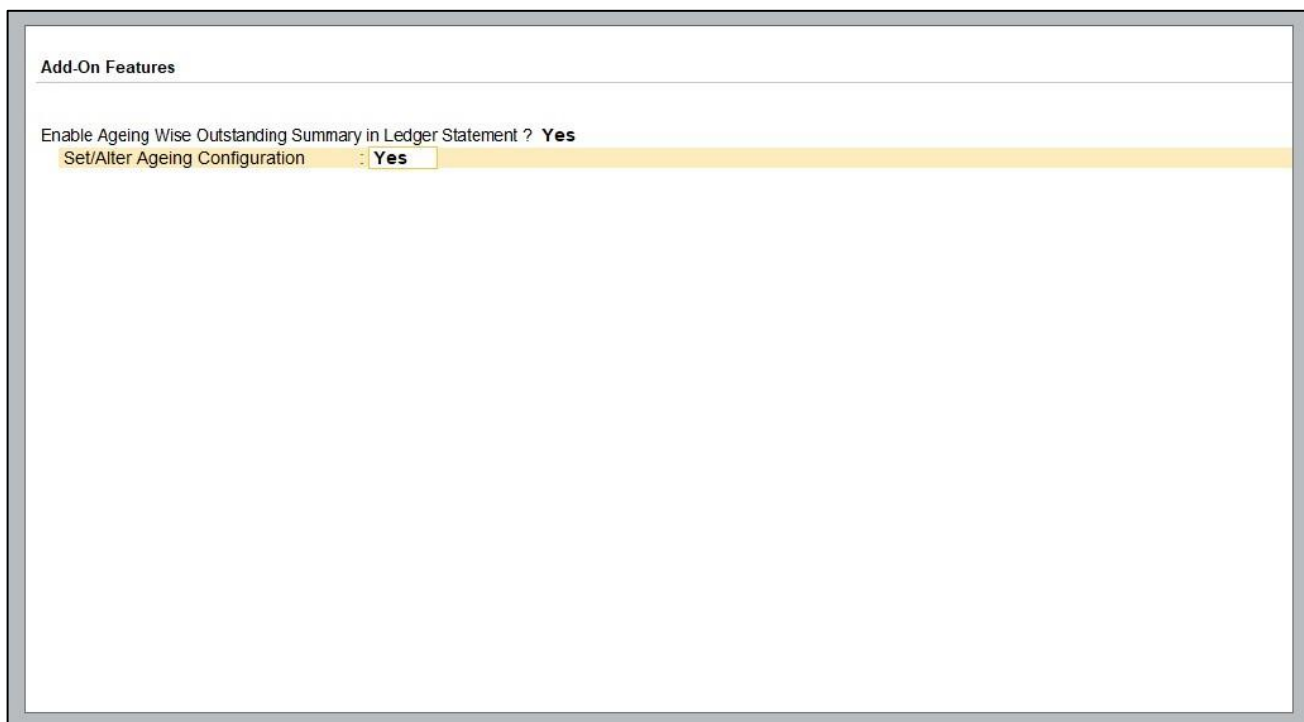 Add-On Features
Enable Ageing Wise Outstanding Summary in Ledger Statement ? Yes
Set/Alter Ageing Configuration : Yes